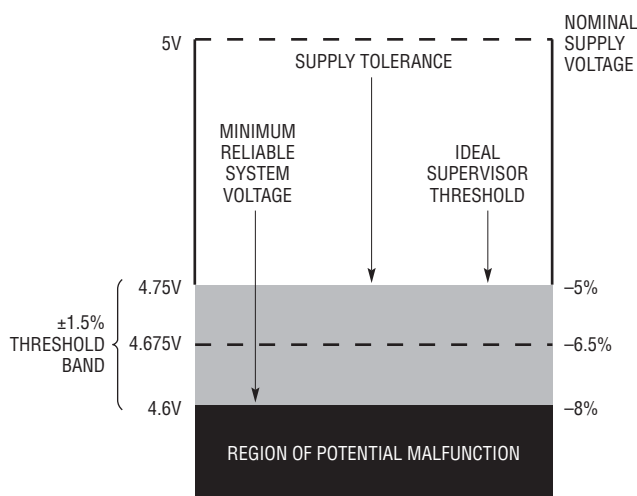 5V
NOMINAL
SUPPLY
VOLTAGE
SUPPLY TOLERANCE
MINIMUM
RELIABLE
SYSTEM
VOLTAGE
IDEAL
SUPERVISOR
THRESHOLD
4.75V
–5%
±1.5%
THRESHOLD
BAND
4.675V
–6.5%
4.6V
–8%
REGION OF POTENTIAL MALFUNCTION